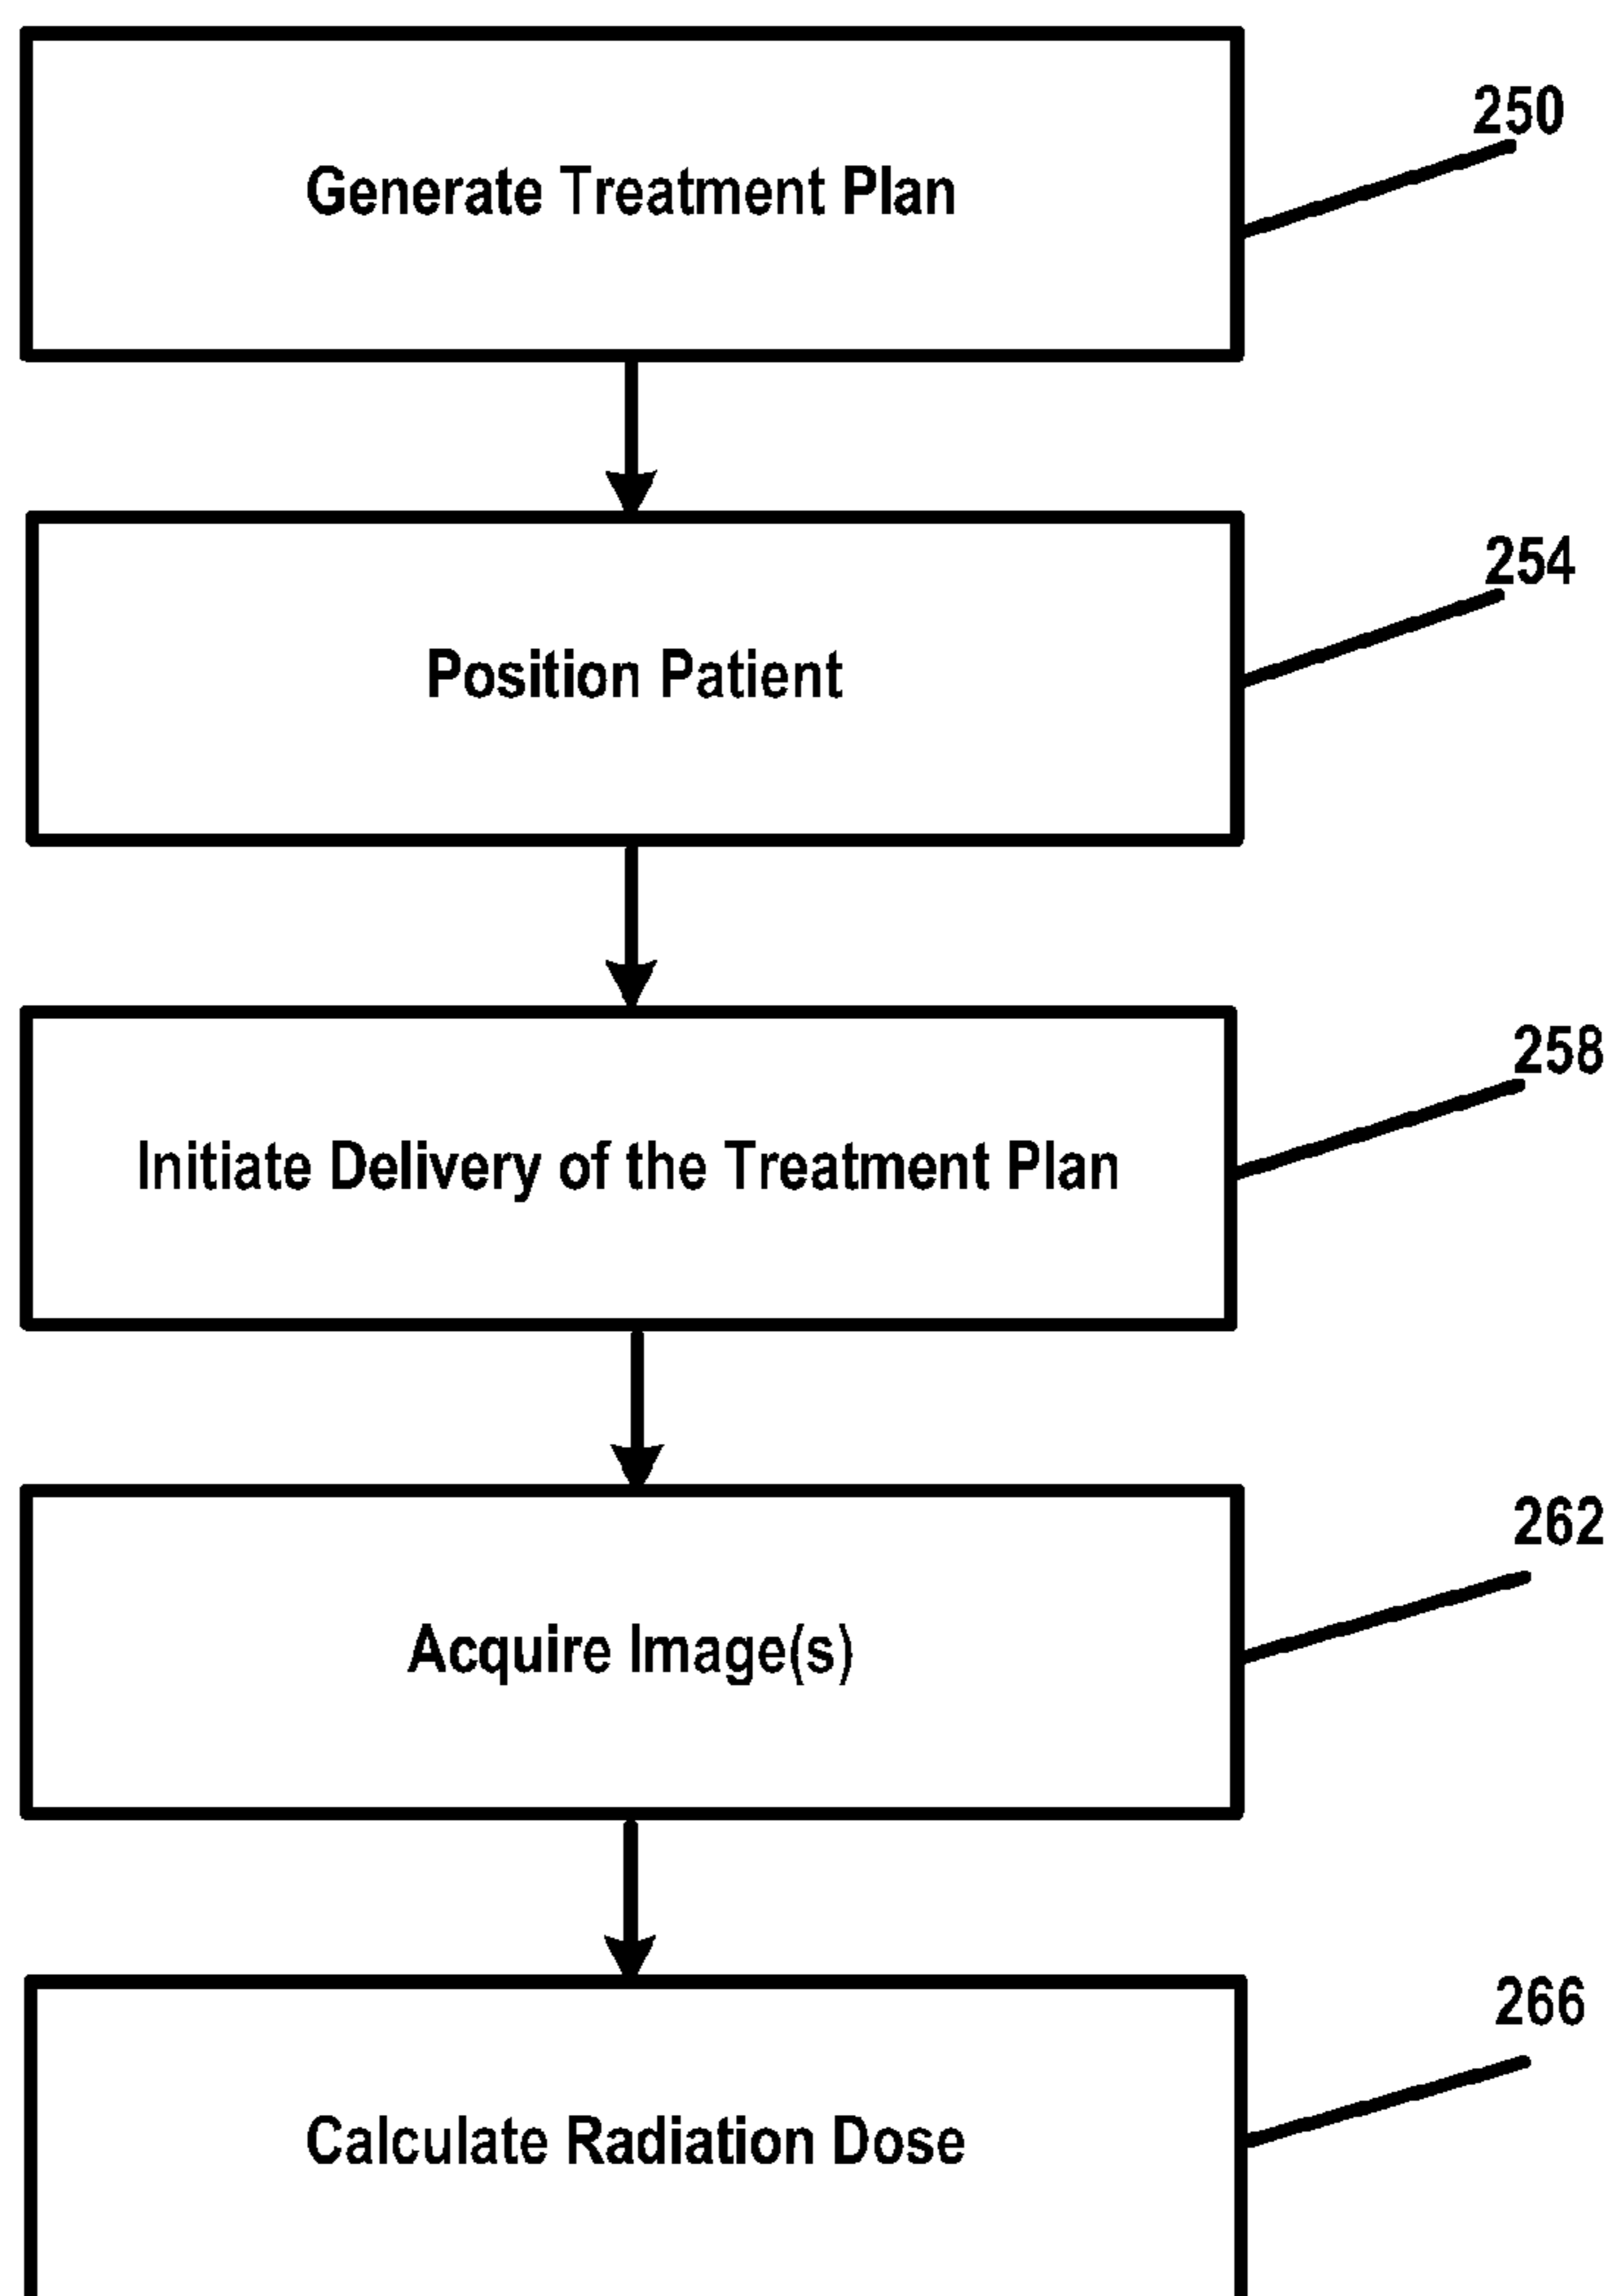 250
Generate Treatment Plan
254
Position Patient
258
Initiate Delivery of the Treatment Plan
262
Acquire Image(s)
266
Calculate Radiation Dose